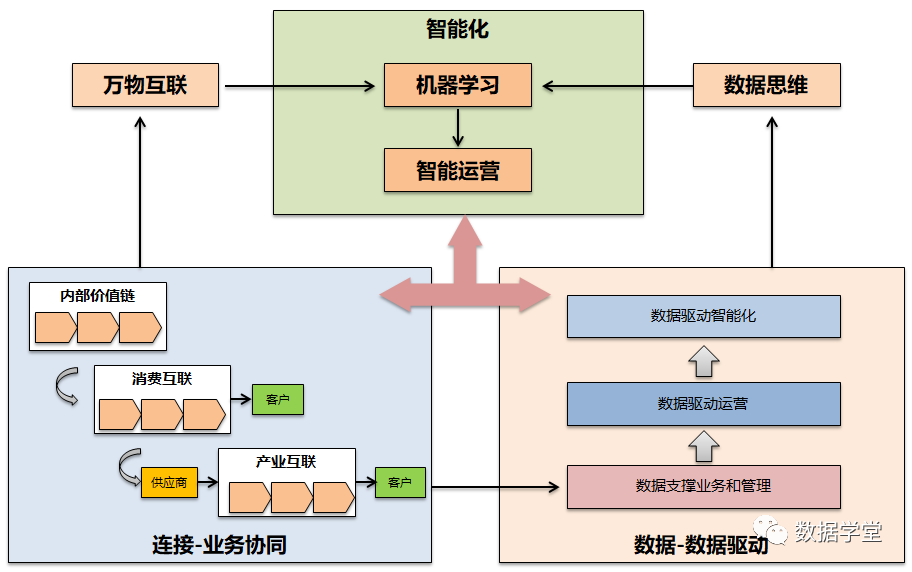 智能化
万物互联
机器学习
数据思维
智能运营
内部价值链
消费互联
客户
产业互联
供应商
客户
连接-业务协同
数据驱动智能化
数据驱动运营
数据支撑业务和管理
数据-数据驱动
数据学堂